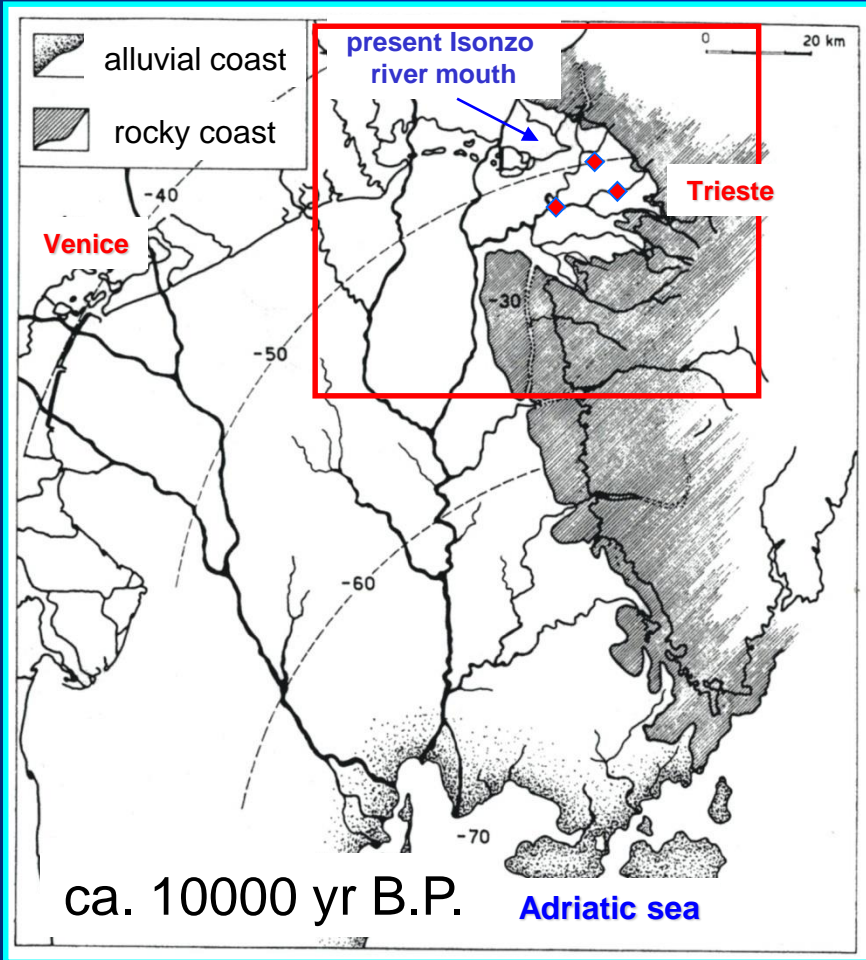 alluvial coast
rocky coast
present Isonzo
river mouth
0 20 km
-40
Trieste
Venice
-30
-50
-60
-70
ca. 10000 yr B.P.
Adriatic sea